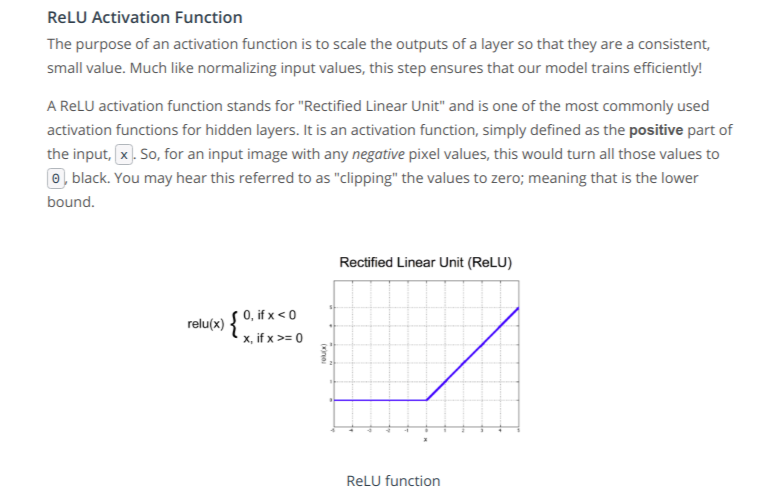 ReLU Activation Function
The purpose of an activation function is to scale the outputs of a layer so that they are a consistent,
small value. Much like normalizing input values, this step ensures that our model trains efficiently!
A ReLU activation function stands for "Rectified Linear Unit" and is one of the most commonly used
activation functions for hidden layers. It is an activation function, simply defined as the positive part of
the input, x . So, for an input image with any negative pixel values, this would turn all those values to
0 , black. You may hear this referred to as "clipping" the values to zero; meaning that is the lower
bound.
Rectified Linear Unit (ReLU)
relu(x) { 0, if x < 0
x, if x >= 0
relu(x)
x
ReLU function